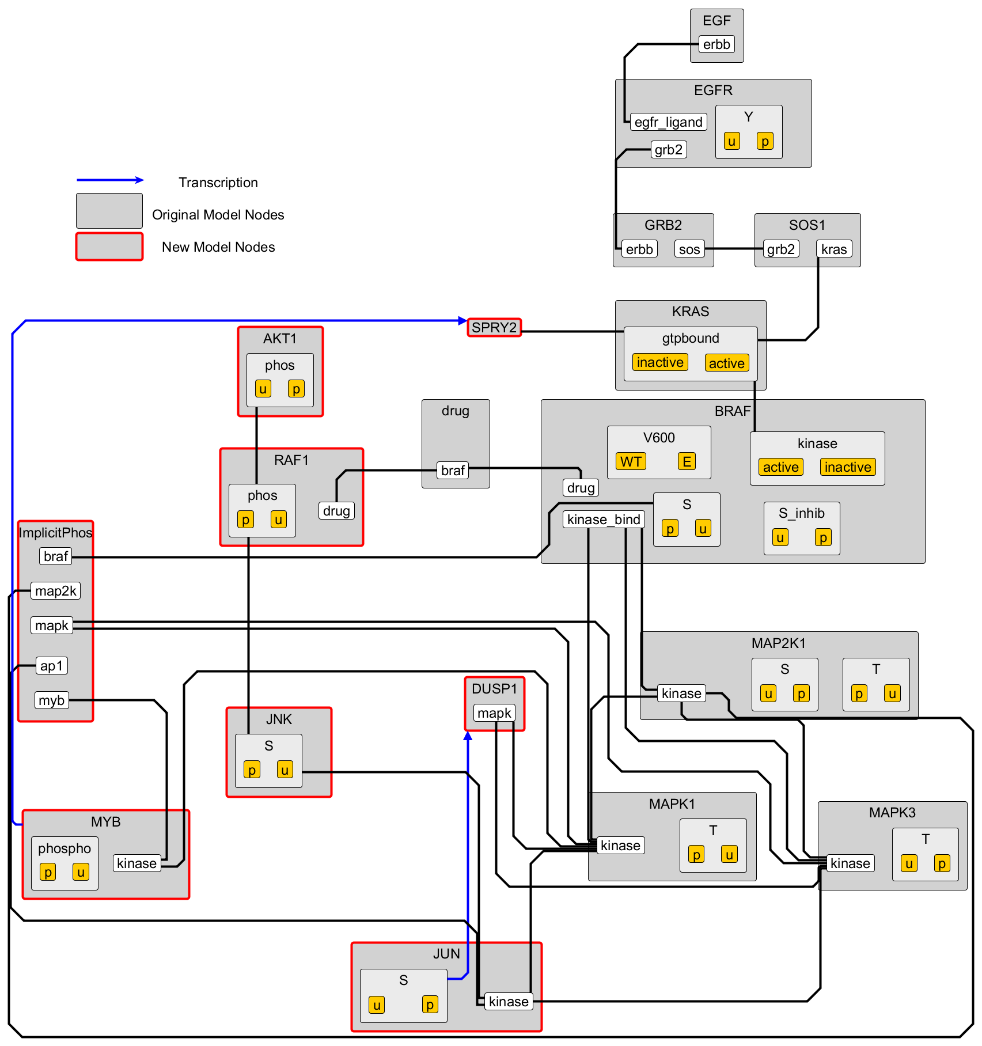 EGF
erbb
EGFR
egfr_ligand
Y
u p
grb2
Transcription
Original Model Nodes
New Model Nodes
GRB2
erbb sos
SOS1
grb2 kras
SPRY2
KRAS
gtpbound
inactive active
AKT1
phos
u p
drug
braf
BRAF
V600
WT E
kinase
active inactive
drug
kinase_bind
S
p u
S_inhib
u p
RAF1
phos
p u
drug
ImplicitPhos
braf
map2k
mapk
ap1
myb
MAP2K1
kinase
S
u p
T
p u
DUSP1
mapk
JNK
S
p u
MAPK1
kinase
T
p u
MAPK3
kinase
T
u p
MYB
phospho
p u
kinase
JUN
S
u p
kinase